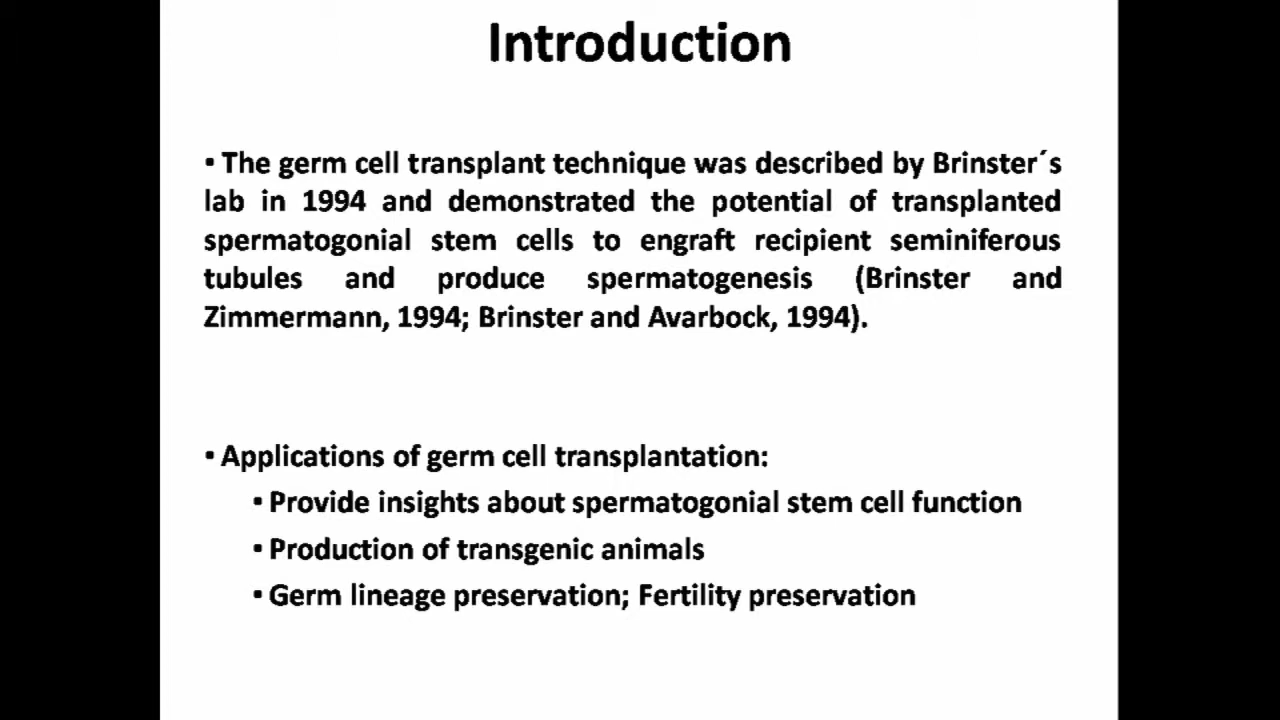 Introduction
• The germ cell transplant technique was described by Brinster´s
lab in 1994 and demonstrated the potential of transplanted
spermatogonial stem cells to engraft recipient seminiferous
tubules and produce spermatogenesis (Brinster and
Zimmermann, 1994; Brinster and Avarbock, 1994).
• Applications of germ cell transplantation:
• Provide insights about spermatogonial stem cell function
• Production of transgenic animals
• Germ lineage preservation; Fertility preservation